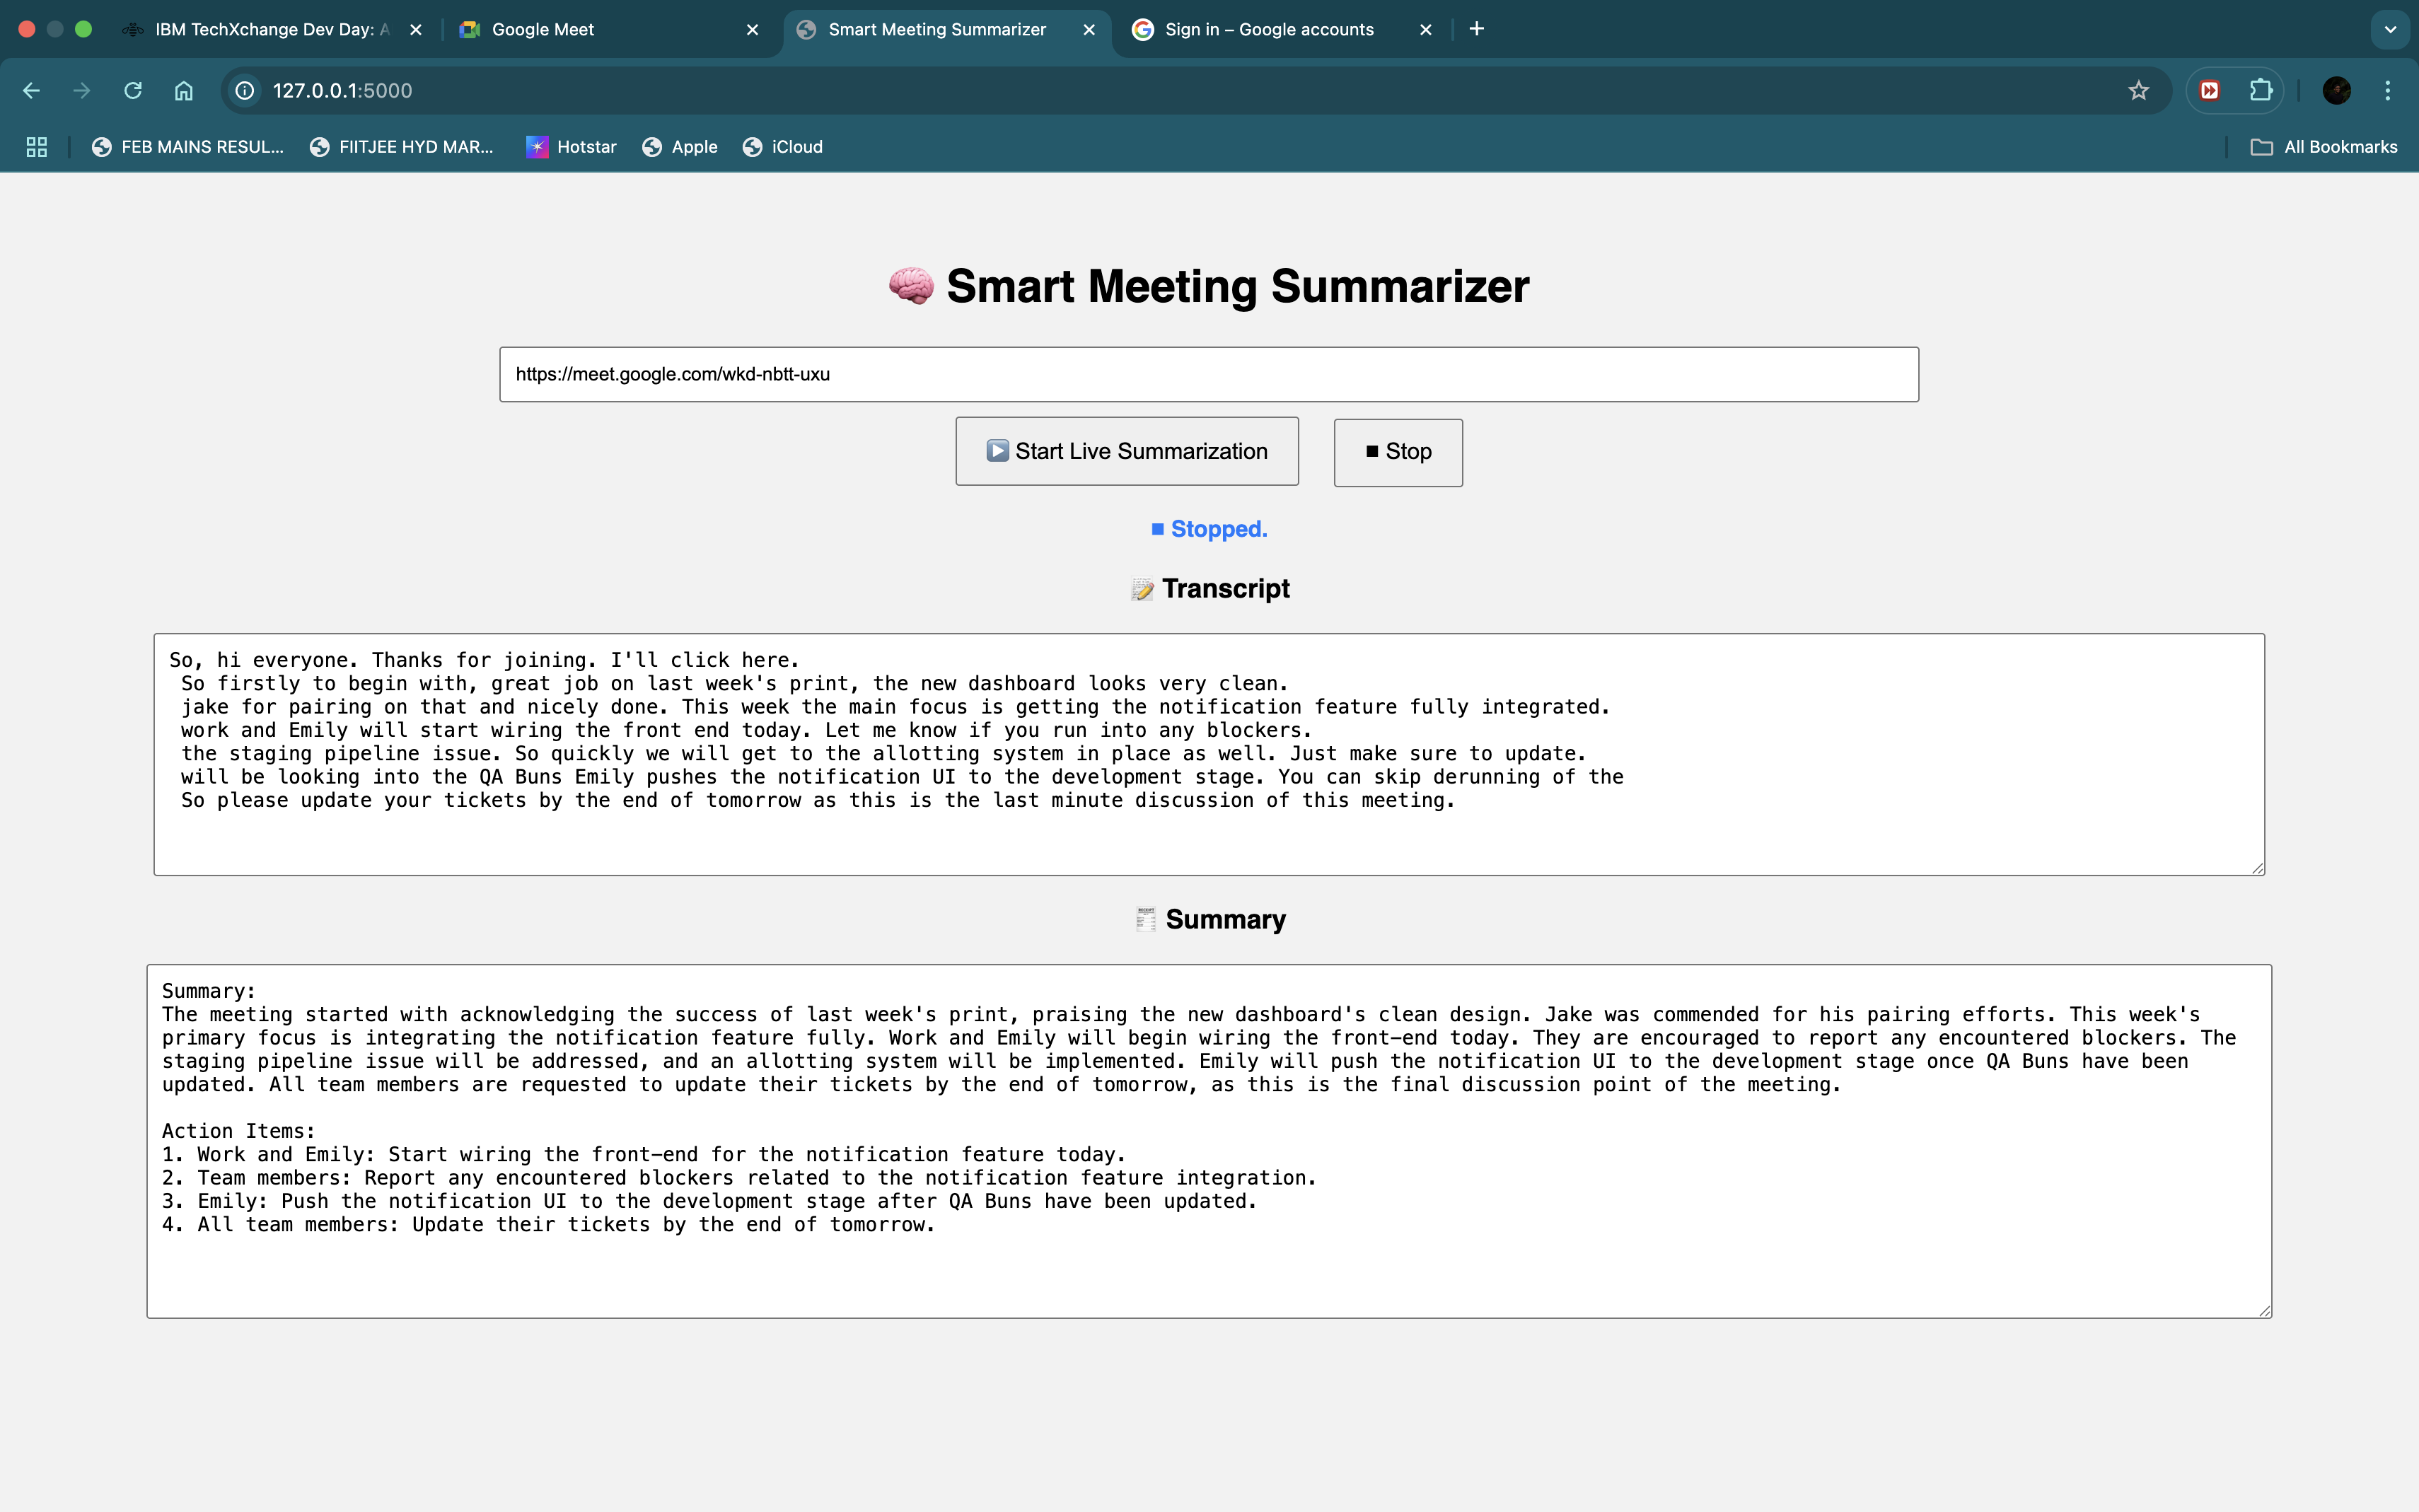 IBM TechXchange Dev Day: A
Google Meet
Smart Meeting Summarizer
Sign in – Google accounts
127.0.0.1:5000
FEB MAINS RESUL...
FIITJEE HYD MAR...
Hotstar
Apple
iCloud
All Bookmarks
Smart Meeting Summarizer
https://meet.google.com/wkd-nbtt-uxu
Start Live Summarization
Stop
Stopped.
Transcript
So, hi everyone. Thanks for joining. I'll click here.
So firstly to begin with, great job on last week's print, the new dashboard looks very clean.
jake for pairing on that and nicely done. This week the main focus is getting the notification feature fully integrated.
work and Emily will start wiring the front end today. Let me know if you run into any blockers.
the staging pipeline issue. So quickly we will get to the allotting system in place as well. Just make sure to update.
will be looking into the QA Buns Emily pushes the notification UI to the development stage. You can skip derunning of the
So please update your tickets by the end of tomorrow as this is the last minute discussion of this meeting.
Summary
Summary:
The meeting started with acknowledging the success of last week's print, praising the new dashboard's clean design. Jake was commended for his pairing efforts. This week's
primary focus is integrating the notification feature fully. Work and Emily will begin wiring the front-end today. They are encouraged to report any encountered blockers. The
staging pipeline issue will be addressed, and an allotting system will be implemented. Emily will push the notification UI to the development stage once QA Buns have been
updated. All team members are requested to update their tickets by the end of tomorrow, as this is the final discussion point of the meeting.
Action Items:
1. Work and Emily: Start wiring the front-end for the notification feature today.
2. Team members: Report any encountered blockers related to the notification feature integration.
3. Emily: Push the notification UI to the development stage after QA Buns have been updated.
4. All team members: Update their tickets by the end of tomorrow.